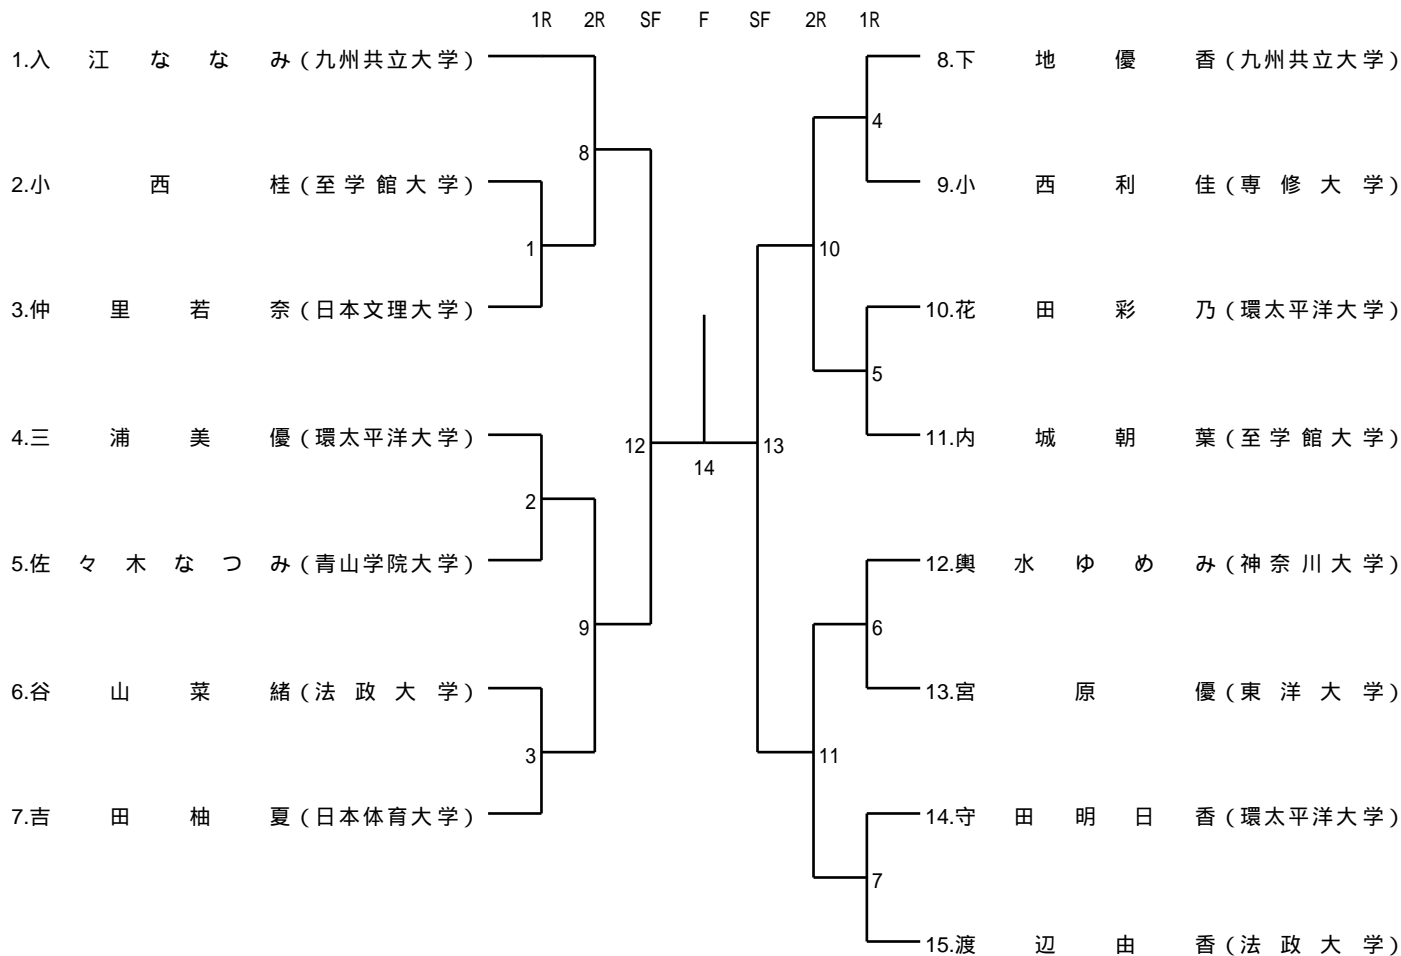 1R 2R SF F SF 2R 1R
1.入江ななみ(九州共立大学)
2.小西桂(至学館大学)
3.仲里若奈(日本文理大学)
4.三浦美優(環太平洋大学)
5.佐々木なつみ(青山学院大学)
6.谷山菜緒(法政大学)
7.吉田柚夏(日本体育大学)
8
1
2
9
3
12
14
13
4
10
5
6
11
7
8.下地優香(九州共立大学)
9.小西利佳(専修大学)
10.花田彩乃(環太平洋大学)
11.内城朝葉(至学館大学)
12.輿水ゆめみ(神奈川大学)
13.宮原優(東洋大学)
14.守田明日香(環太平洋大学)
15.渡辺由香(法政大学)